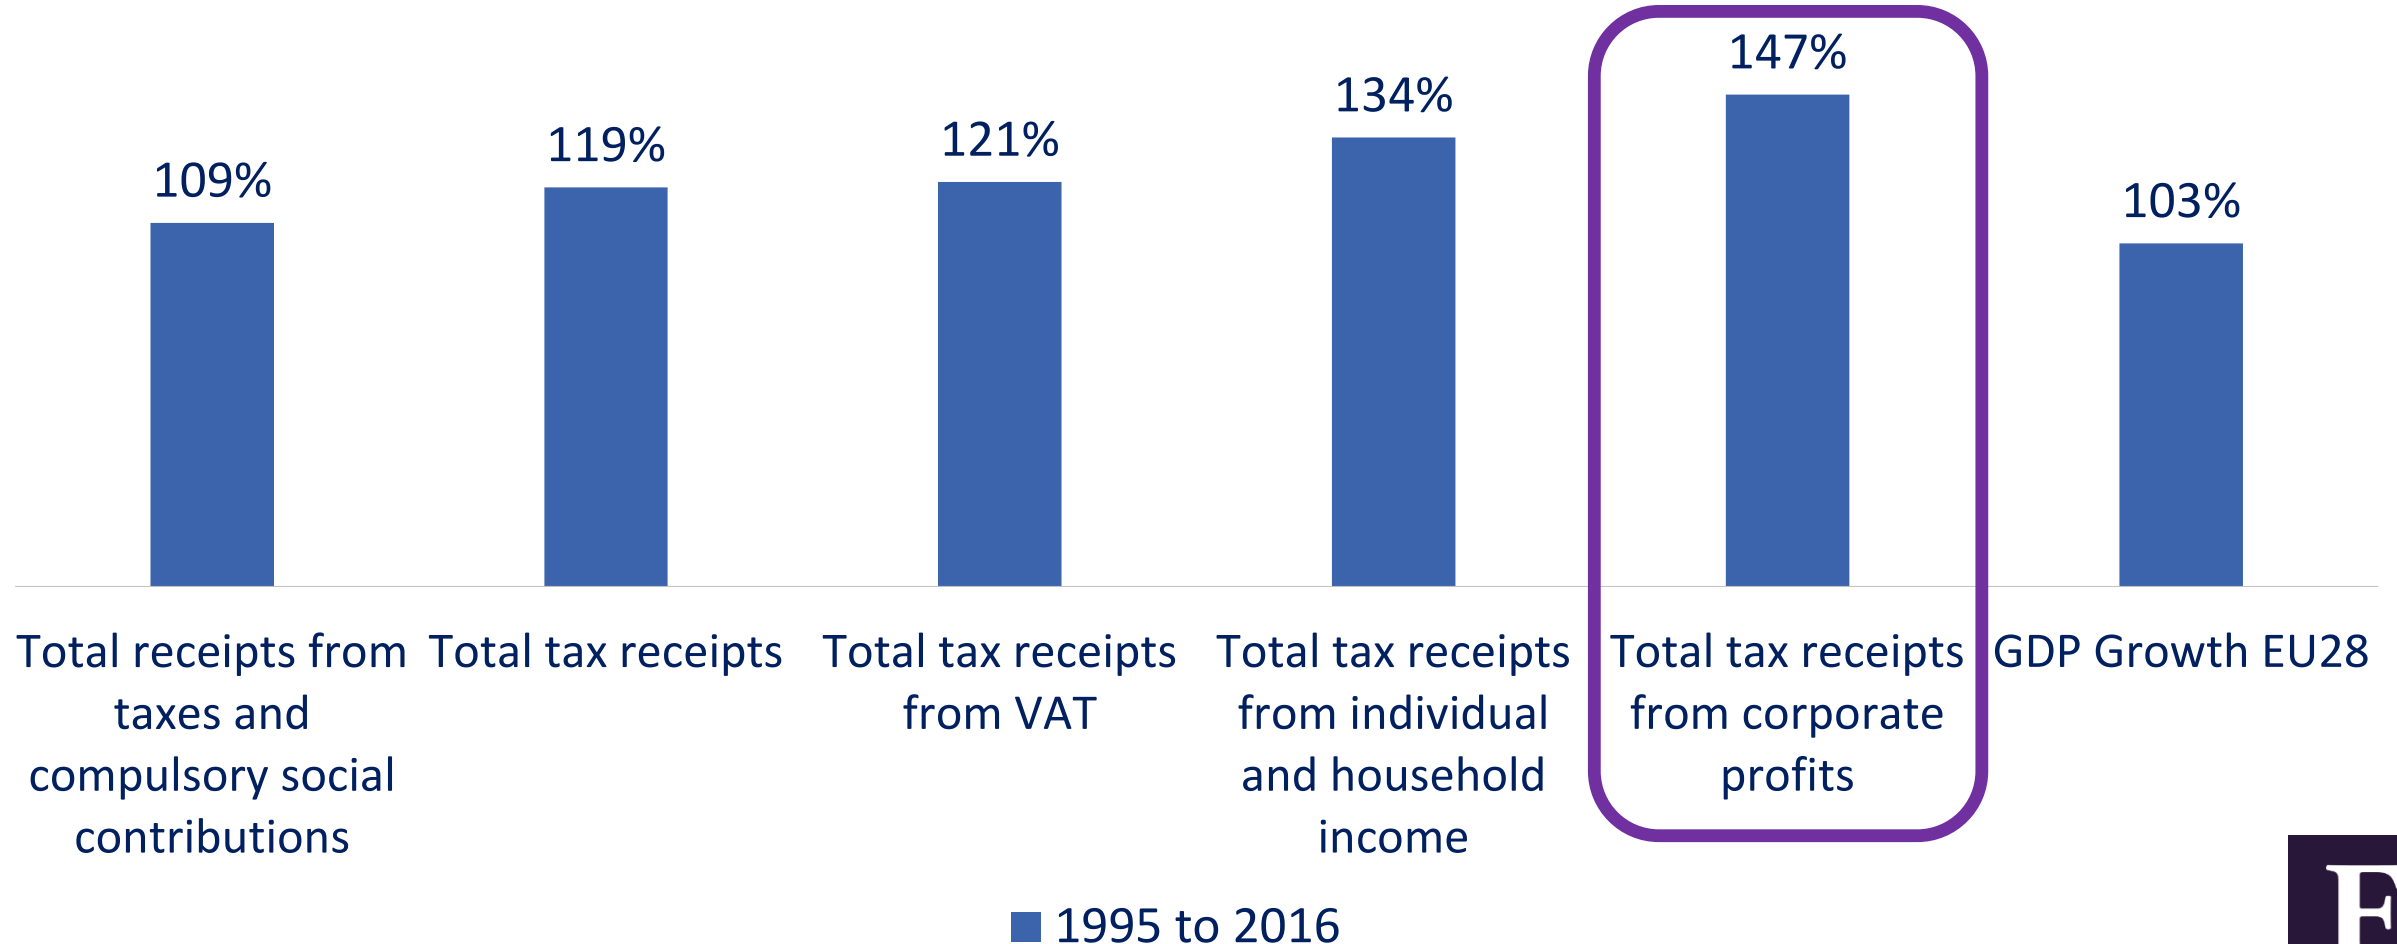 109%
119%
121%
134%
147%
103%
Total receipts from
taxes and
compulsory social
contributions
Total tax receipts
Total tax receipts
from VAT
Total tax receipts
from individual
and household
income
Total tax receipts
from corporate
profits
GDP Growth EU28
1995 to 2016
E